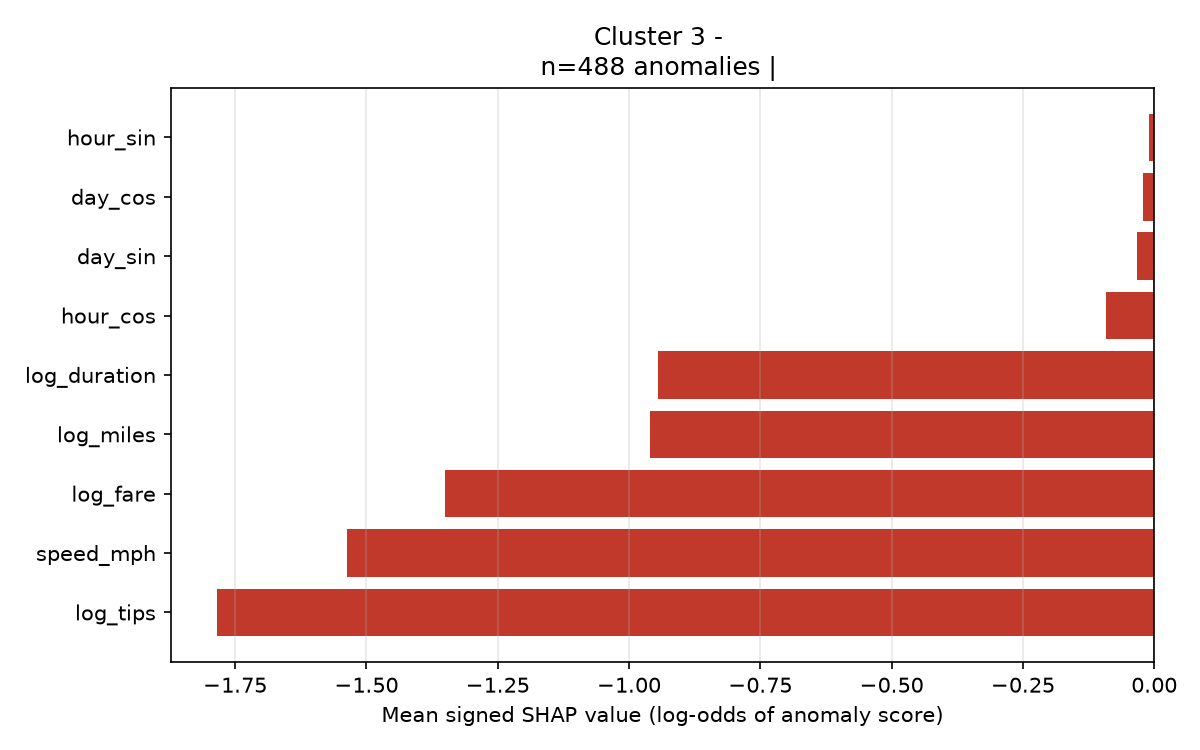 Cluster 3 -
n=488 anomalies |
hour_sin
day_cos
day_sin
hour_cos
log_duration
log_miles
log_fare
speed_mph
log_tips
−1.75 −1.50 −1.25 −1.00 −0.75 −0.50 −0.25 0.00
Mean signed SHAP value (log-odds of anomaly score)